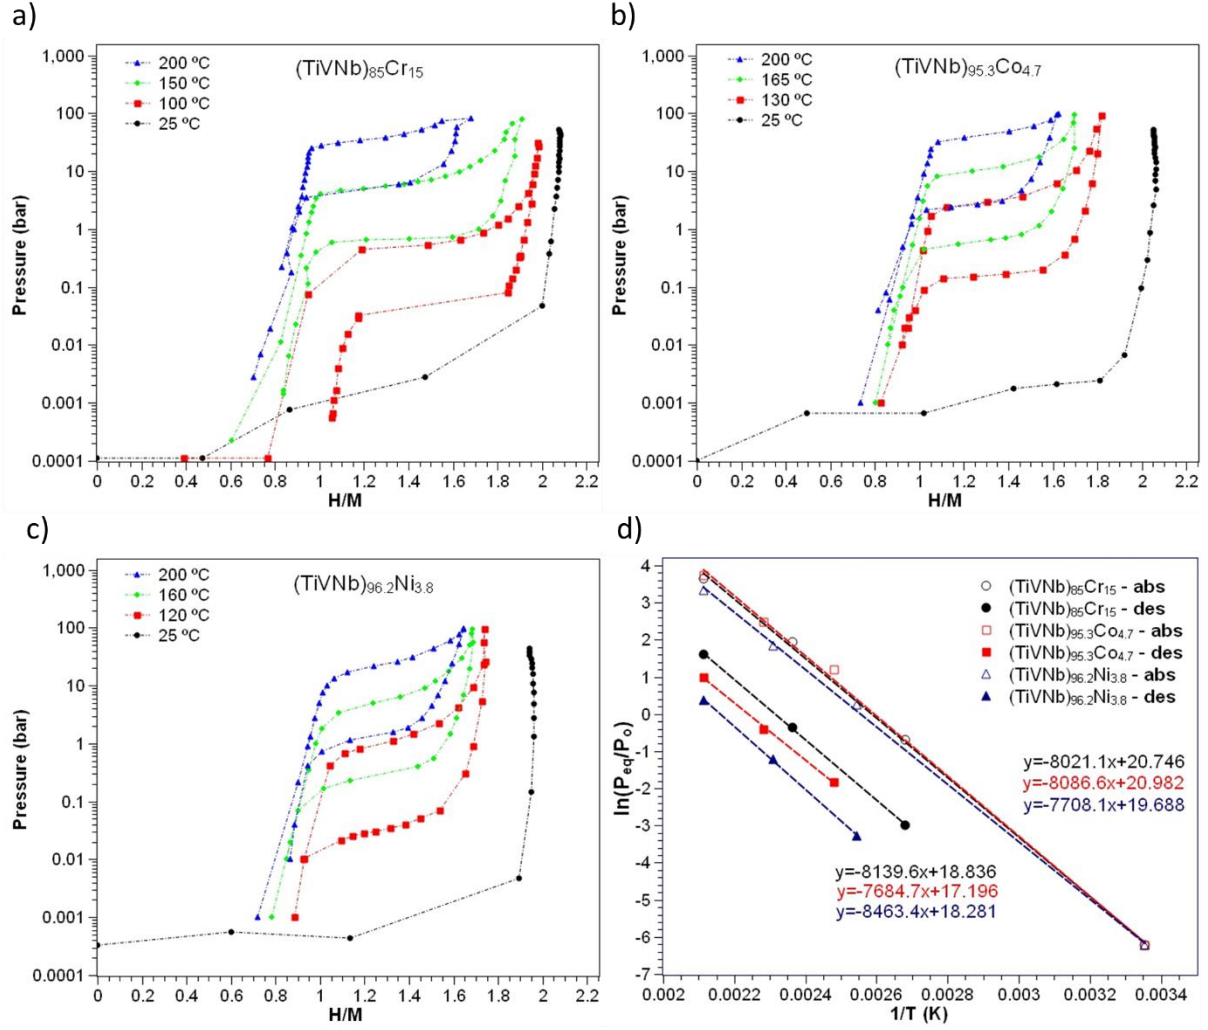 a)
1,000
100
10
1
0.1
0.01
0.001
0.0001
Pressure (bar)
200 ºC
150 ºC
100 ºC
25 ºC
(TiVNb)85Cr15
0 0.2 0.4 0.6 0.8 1 1.2 1.4 1.6 1.8 2 2.2
H/M
b)
1,000
100
10
1
0.1
0.01
0.001
0.0001
Pressure (bar)
200 ºC
165 ºC
130 ºC
25 ºC
(TiVNb)95.3Co4.7
0 0.2 0.4 0.6 0.8 1 1.2 1.4 1.6 1.8 2 2.2
H/M
c)
1,000
100
10
1
0.1
0.01
0.001
0.0001
Pressure (bar)
200 ºC
160 ºC
120 ºC
25 ºC
(TiVNb)96.2Ni3.8
0 0.2 0.4 0.6 0.8 1 1.2 1.4 1.6 1.8 2 2.2
H/M
d)
4
3
2
1
0
-1
-2
-3
-4
-5
-6
-7
ln(Peq/Po)
(TiVNb)85Cr15 - abs
(TiVNb)85Cr15 - des
(TiVNb)95.3Co4.7 - abs
(TiVNb)95.3Co4.7 - des
(TiVNb)96.2Ni3.8 - abs
(TiVNb)96.2Ni3.8 - des
y=-8021.1x+20.746
y=-8086.6x+20.982
y=-7708.1x+19.688
y=-8139.6x+18.836
y=-7684.7x+17.196
y=-8463.4x+18.281
0.002 0.0022 0.0024 0.0026 0.0028 0.003 0.0032 0.0034
1/T (K)